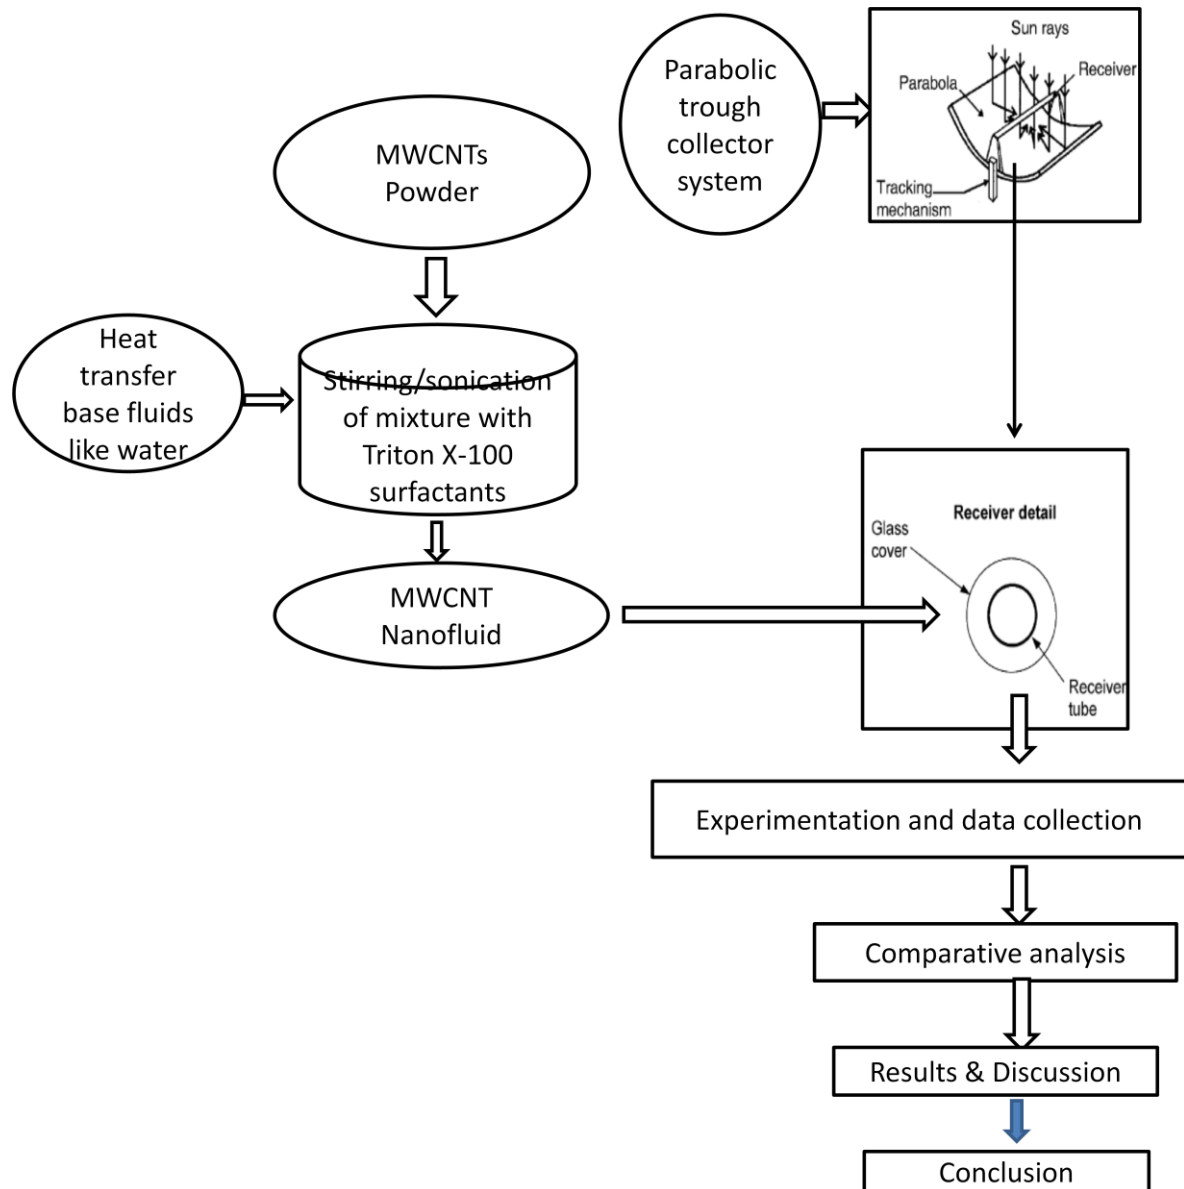 Parabolic
trough
collector
system
Sun rays
Parabola
Receiver
Tracking
mechanism
MWCNTs
Powder
Heat
transfer
base fluids
like water
Stirring/sonication
of mixture with
Triton X-100
surfactants
MWCNT
Nanofluid
Receiver detail
Glass
cover
Receiver
tube
Experimentation and data collection
Comparative analysis
Results & Discussion
Conclusion